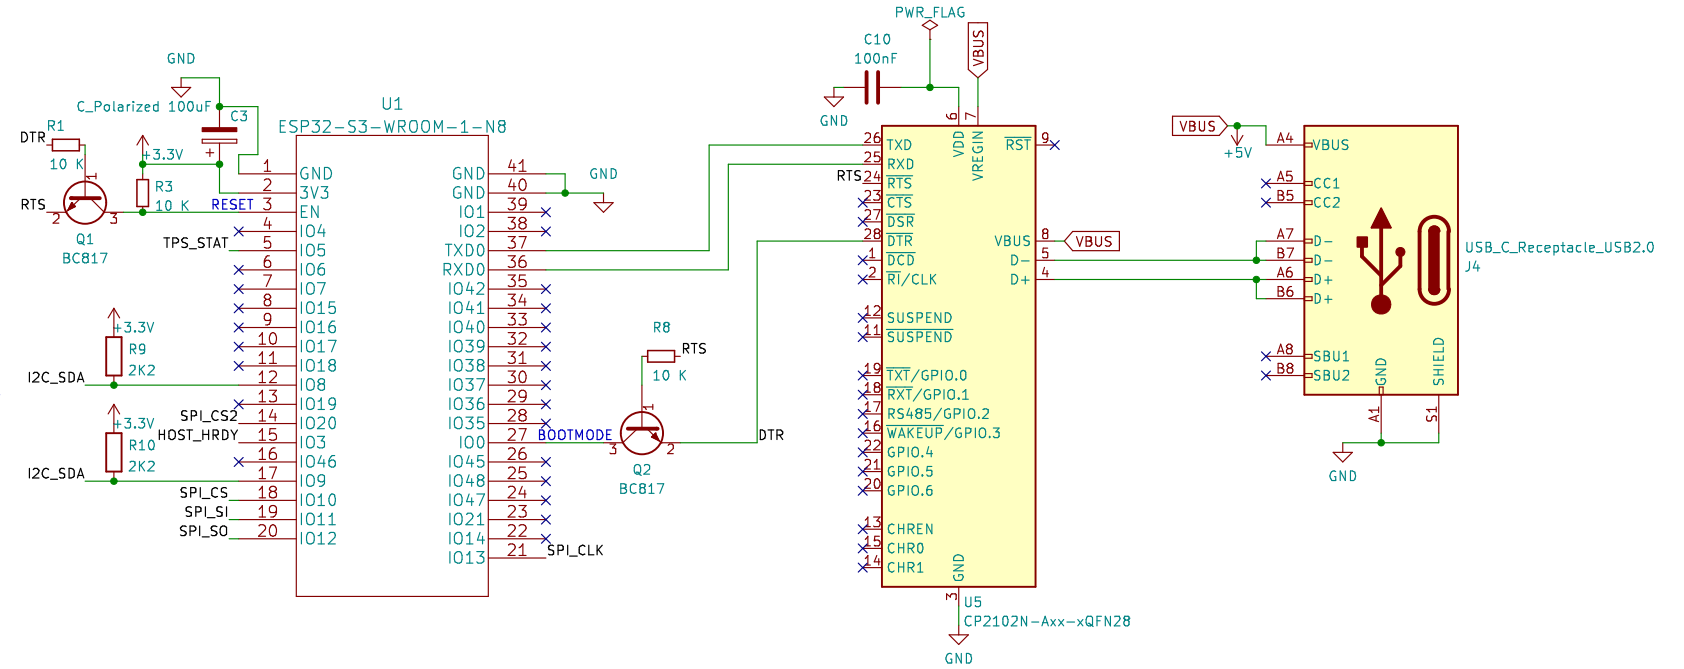 PWR_FLAG
VBUS
C10
100nF
GND
GND
C_Polarized 100uF
C3
+
R1
DTR
10 K
+3.3V
R3
10 K
RTS
1
2
3
Q1
BC817
RESET
TPS_STAT
+3.3V
R9
2K2
I2C_SDA
+3.3V
R10
2K2
I2C_SDA
SPI_CS2
HOST_HRDY
SPI_CS
SPI_SI
SPI_SO
U1
ESP32-S3-WROOM-1-N8
1 GND
2 3V3
3 EN
4 IO4
5 IO5
6 IO6
7 IO7
8 IO15
9 IO16
10 IO17
11 IO18
12 IO8
13 IO19
14 IO20
15 IO3
16 IO46
17 IO9
18 IO10
19 IO11
20 IO12
GND 41
GND 40
IO1 39
IO2 38
TXD0 37
RXD0 36
IO42 35
IO41 34
IO40 33
IO39 32
IO38 31
IO37 30
IO36 29
IO35 28
IO0 27
IO45 26
IO48 25
IO47 24
IO21 23
IO14 22
IO13 21
GND
SPI_CLK
BOOTMODE
R8
RTS
10 K
1
3
2
Q2
BC817
DTR
RTS
6 VDD
7 VREGIN
26 TXD
25 RXD
24 RTS
23 CTS
27 DSR
28 DTR
1 DCD
2 RI/CLK
12 SUSPEND
11 SUSPEND
19 TXT/GPIO.0
18 RXT/GPIO.1
17 RS485/GPIO.2
16 WAKEUP/GPIO.3
22 GPIO.4
21 GPIO.5
20 GPIO.6
13 CHREN
15 CHR0
14 CHR1
RST 9
VBUS 8
D- 5
D+ 4
GND 3
U5
CP2102N-Axx-xQFN28
GND
VBUS
VBUS
+5V
A4 VBUS
A5 CC1
B5 CC2
A7 D-
B7 D-
A6 D+
B6 D+
A8 SBU1
B8 SBU2
GND A1
SHIELD S1
USB_C_Receptacle_USB2.0
J4
GND